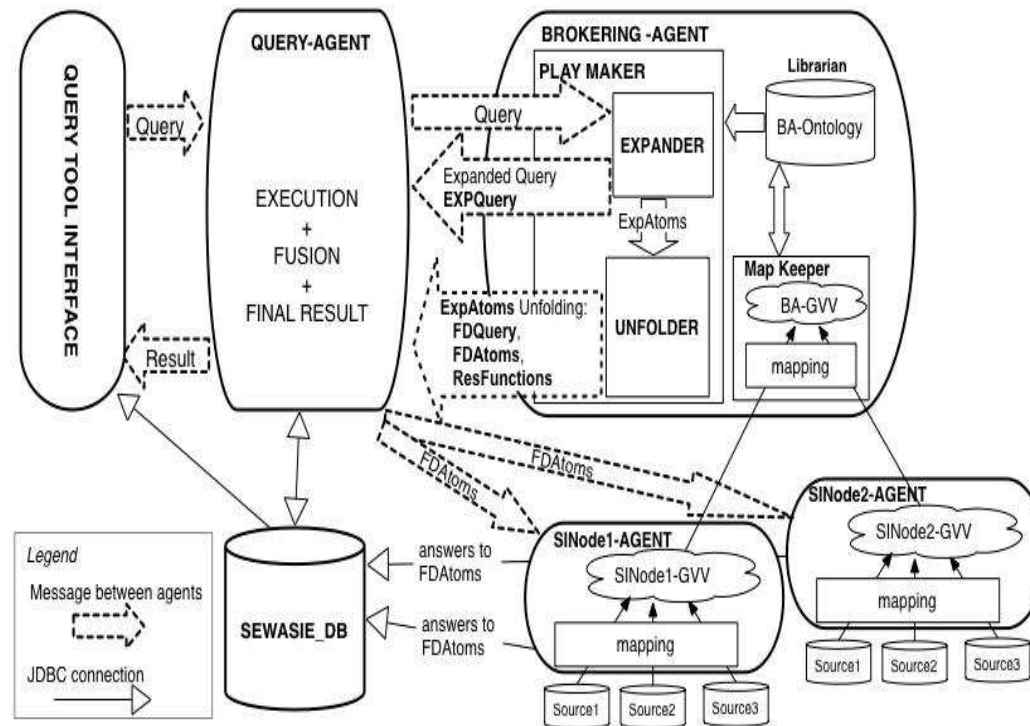 QUERY TOOL INTERFACE
Query
Result
QUERY-AGENT
EXECUTION
+
FUSION
+
FINAL RESULT
BROKERING -AGENT
PLAY MAKER
Query
Expanded Query
EXPQuery
EXPANDER
ExpAtoms
UNFOLDER
ExpAtoms Unfolding:
FDQuery,
FDAtoms,
ResFunctions
Librarian
BA-Ontology
Map Keeper
BA-GVV
mapping
FDAtoms
FDAtoms
SINode1-AGENT
SINode1-GVV
mapping
Source1
Source2
Source3
SINode2-AGENT
SINode2-GVV
mapping
Source1
Source2
Source3
answers to
FDAtoms
answers to
FDAtoms
SEWASIE_DB
Legend
Message between agents
JDBC connection